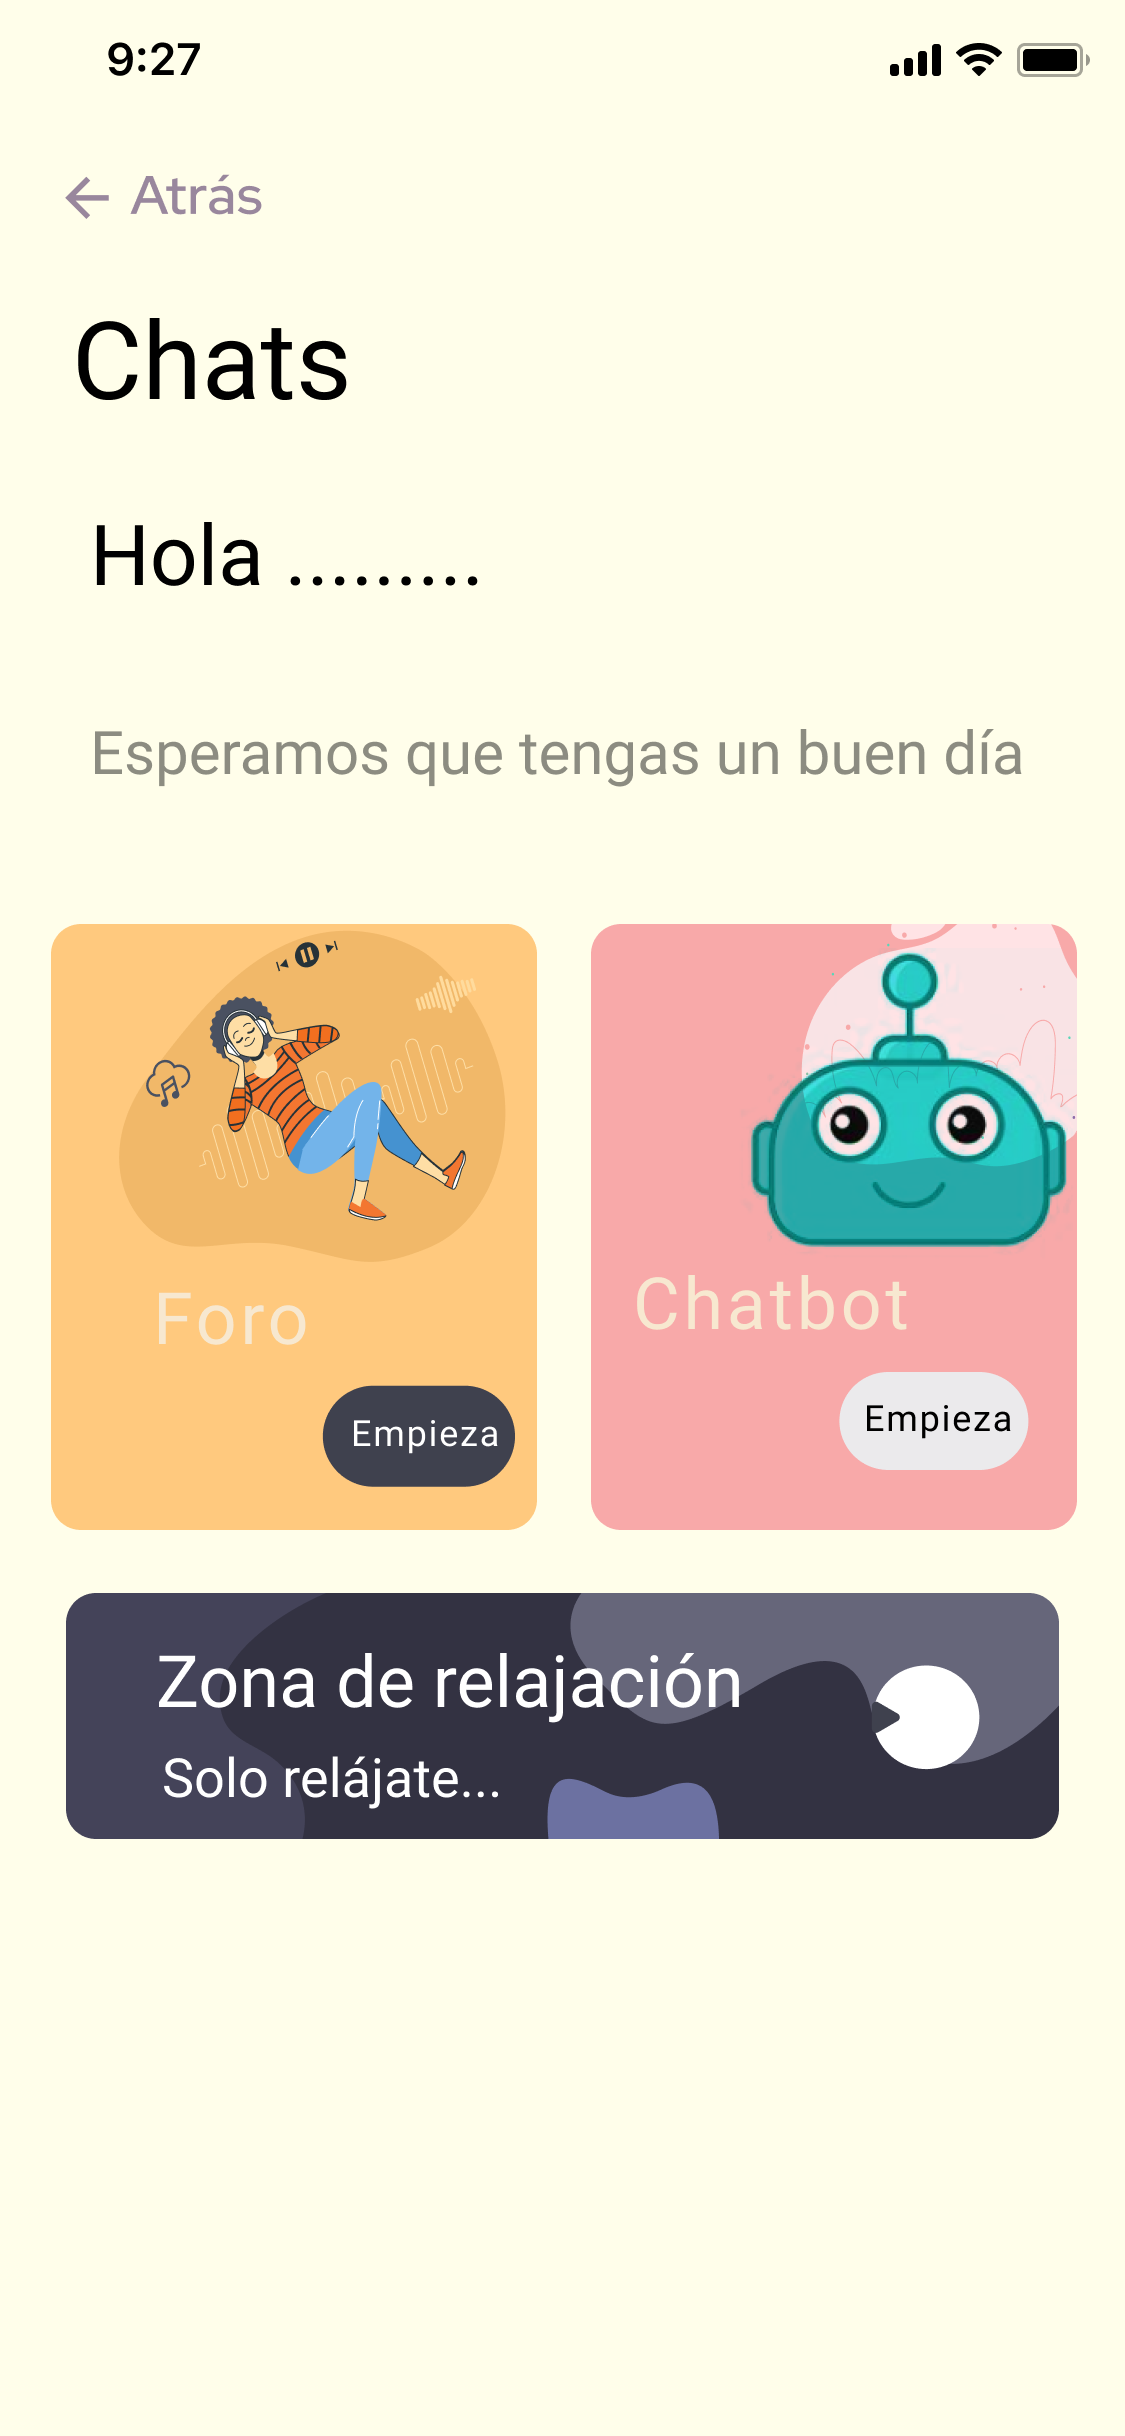 9:27
Atrás
Chats
Hola .........
Esperamos que tengas un buen día
Foro
Empieza
Chatbot
Empieza
Zona de relajación
Solo relájate...